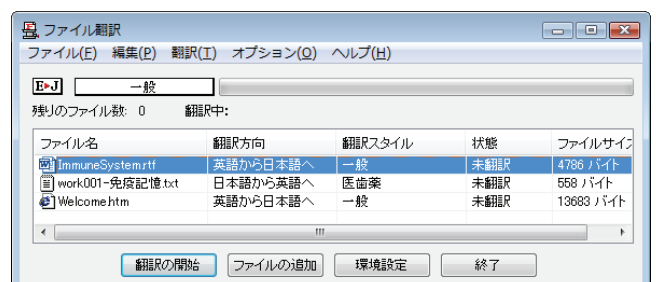 ファイル翻訳
ファイル(F) 編集(P) 翻訳(T) オプション(O) ヘルプ(H)
E▸J 一般
残りのファイル数: 0 翻訳中:
ファイル名 翻訳方向 翻訳スタイル 状態 ファイルサイズ
ImmuneSystem.rtf 英語から日本語へ 一般 未翻訳 4786 バイト
work001-免疫記憶.txt 日本語から英語へ 医歯薬 未翻訳 558 バイト
Welcome.htm 英語から日本語へ 一般 未翻訳 13683 バイト
翻訳の開始 ファイルの追加 環境設定 終了